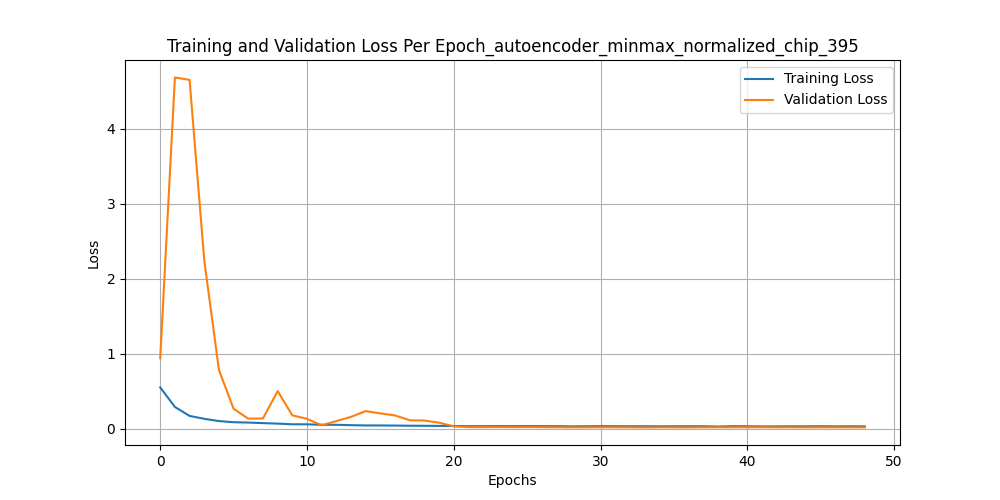 Training and Validation Loss Per Epoch_autoencoder_minmax_normalized_chip_395
Training Loss
Validation Loss
Loss
4
3
2
1
0
0 10 20 30 40 50
Epochs